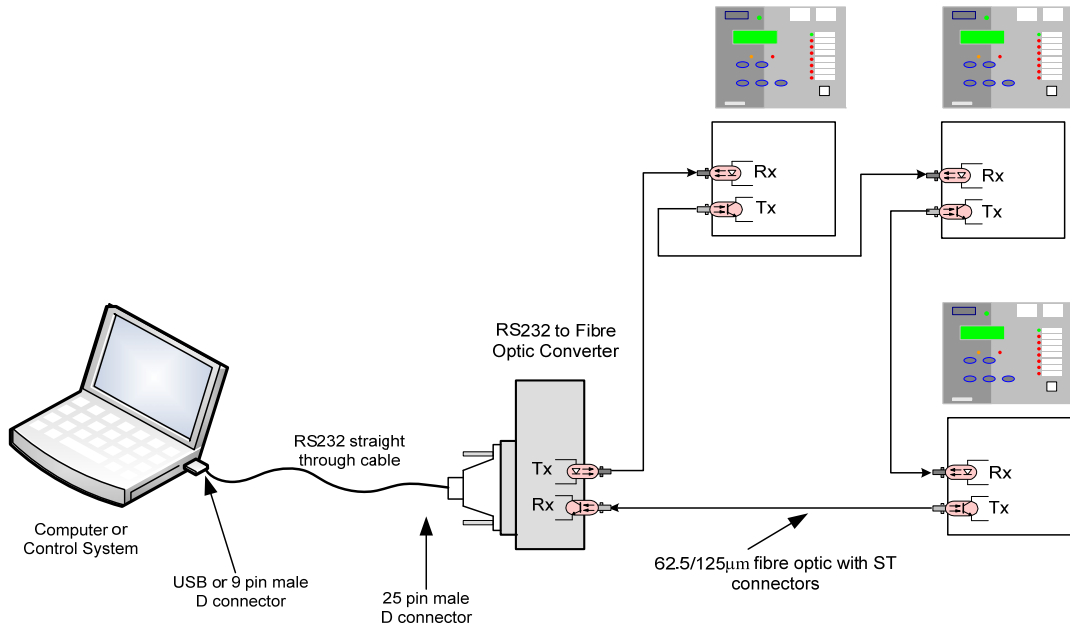 Rx
Tx
Rx
Tx
RS232 to Fibre
Optic Converter
RS232 straight
through cable
Tx
Rx
Rx
Tx
Computer or
Control System
USB or 9 pin male
D connector
25 pin male
D connector
62.5/125μm fibre optic with ST
connectors